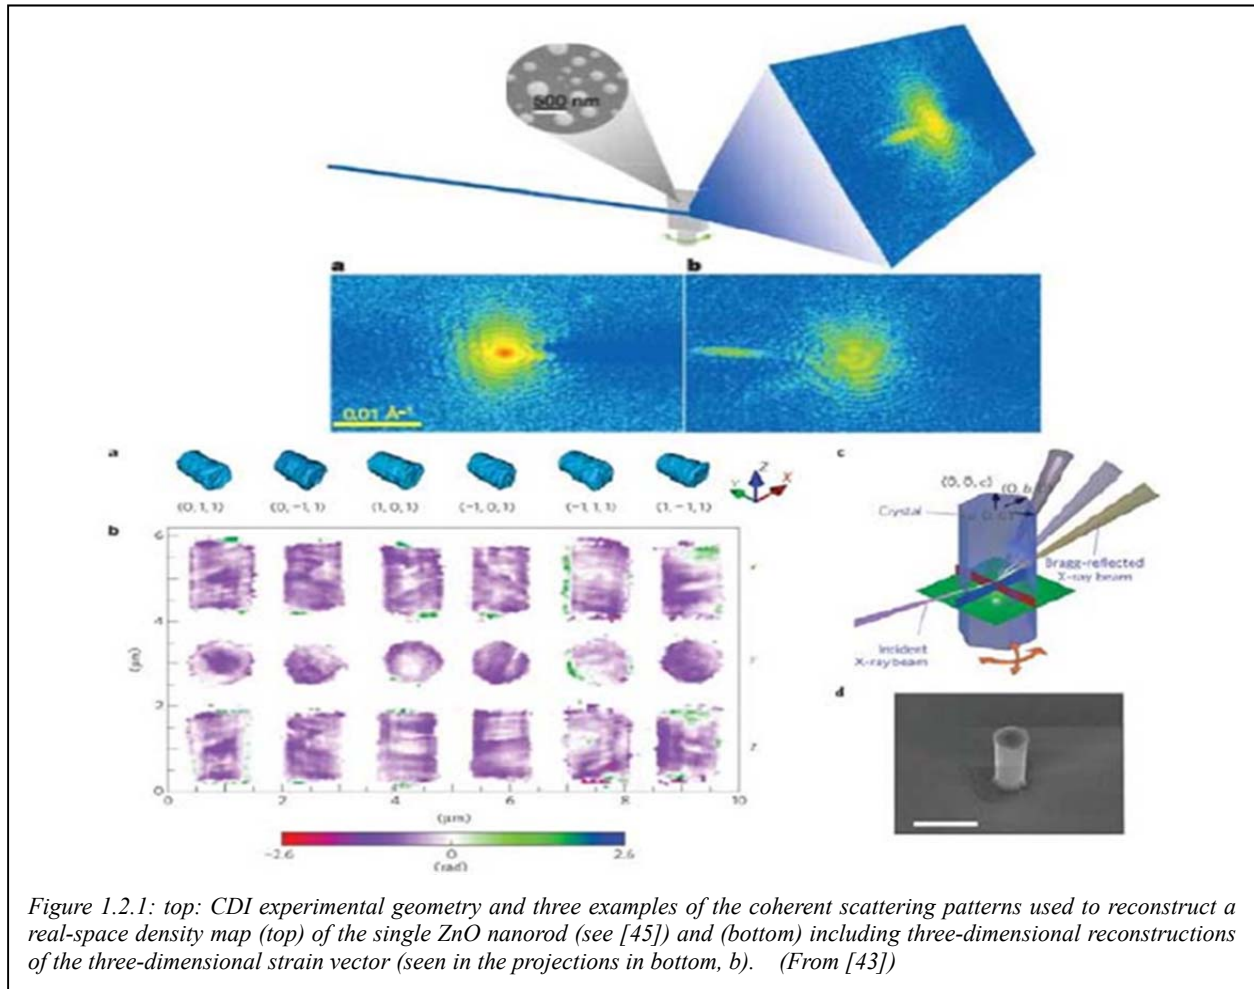 500 nm
a
b
0.01 Å⁻¹
a
c
(0, 1, 1)
(0, −1, 1)
(1, 0, 1)
(−1, 0, 1)
(−1, 1, 1)
(1, −1, 1)
Z
Y
X
(0, 0, c)
Crystal
Bragg-reflected
X-ray beam
Incident
X-ray beam
b
6
4
2
0
(μm)
0
2
4
6
8
10
(μm)
−2.6
0
2.6
(rad)
d
Figure 1.2.1: top: CDI experimental geometry and three examples of the coherent scattering patterns used to reconstruct a
real-space density map (top) of the single ZnO nanorod (see [45]) and (bottom) including three-dimensional reconstructions
of the three-dimensional strain vector (seen in the projections in bottom, b). (From [43])